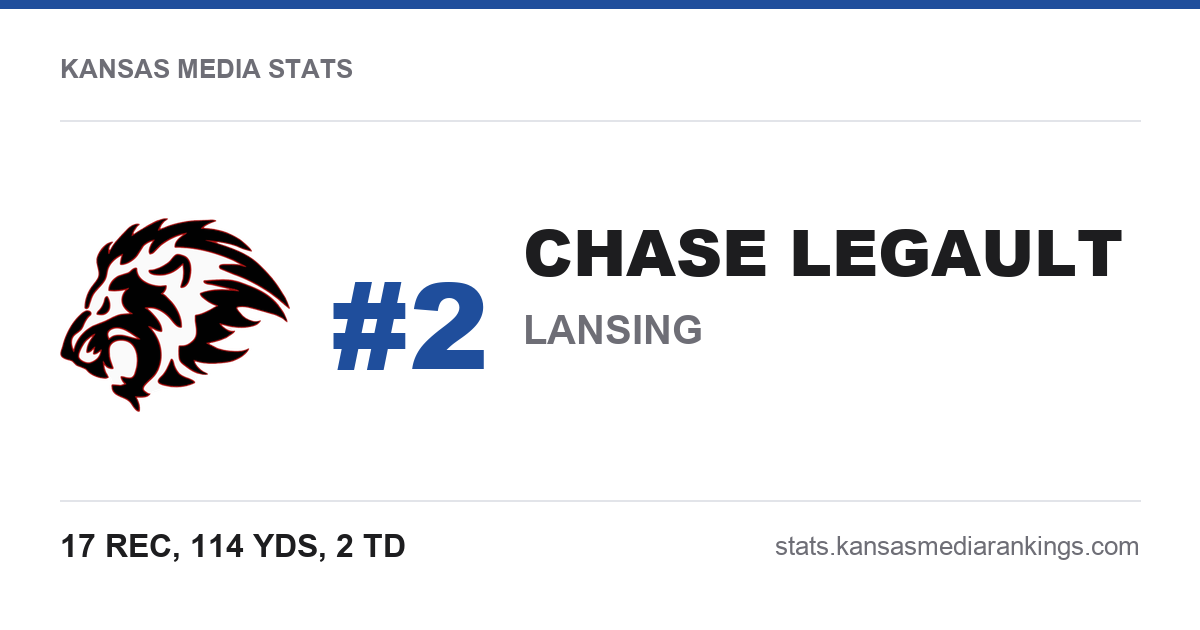 KANSAS MEDIA STATS
#2
CHASE LEGAULT
LANSING
17 REC, 114 YDS, 2 TD
stats.kansasmediarankings.com